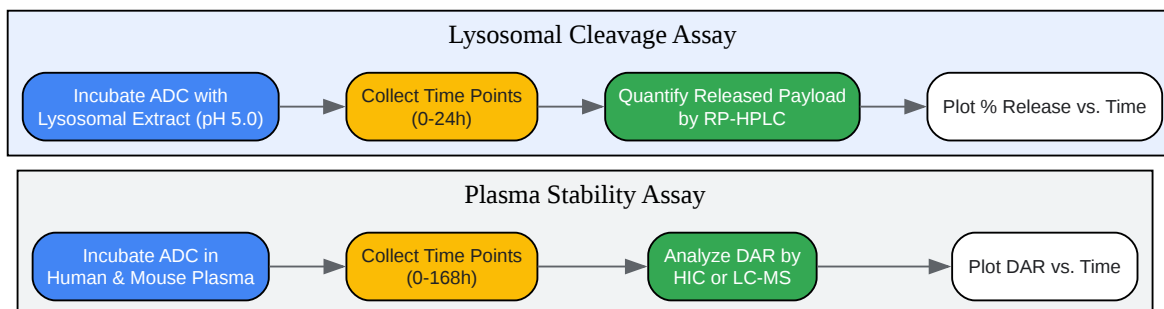 Lysosomal Cleavage Assay
Incubate ADC with
Lysosomal Extract (pH 5.0)
Collect Time Points
(0-24h)
Quantify Released Payload
by RP-HPLC
Plot % Release vs. Time
Plasma Stability Assay
Incubate ADC in
Human & Mouse Plasma
Collect Time Points
(0-168h)
Analyze DAR by
HIC or LC-MS
Plot DAR vs. Time